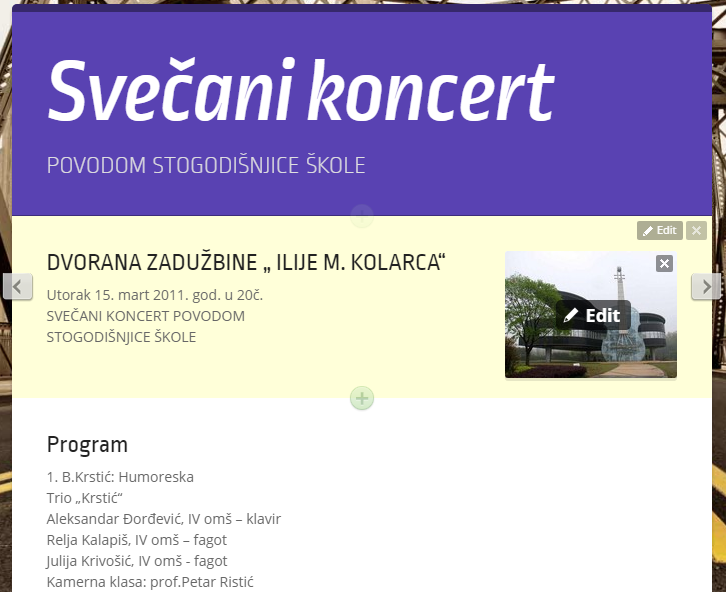 Svečani koncert
POVODOM STOGODIŠNJICE ŠKOLE
Edit
DVORANA ZADUŽBINE „ ILIJE M. KOLARCA“
Utorak 15. mart 2011. god. u 20č.
SVEČANI KONCERT POVODOM
STOGODIŠNJICE ŠKOLE
Edit
Program
1. B.Krstić: Humoreska
Trio „Krstić“
Aleksandar Đorđević, IV omš – klavir
Relja Kalapiš, IV omš – fagot
Julija Krivošić, IV omš - fagot
Kamerna klasa: prof.Petar Ristić